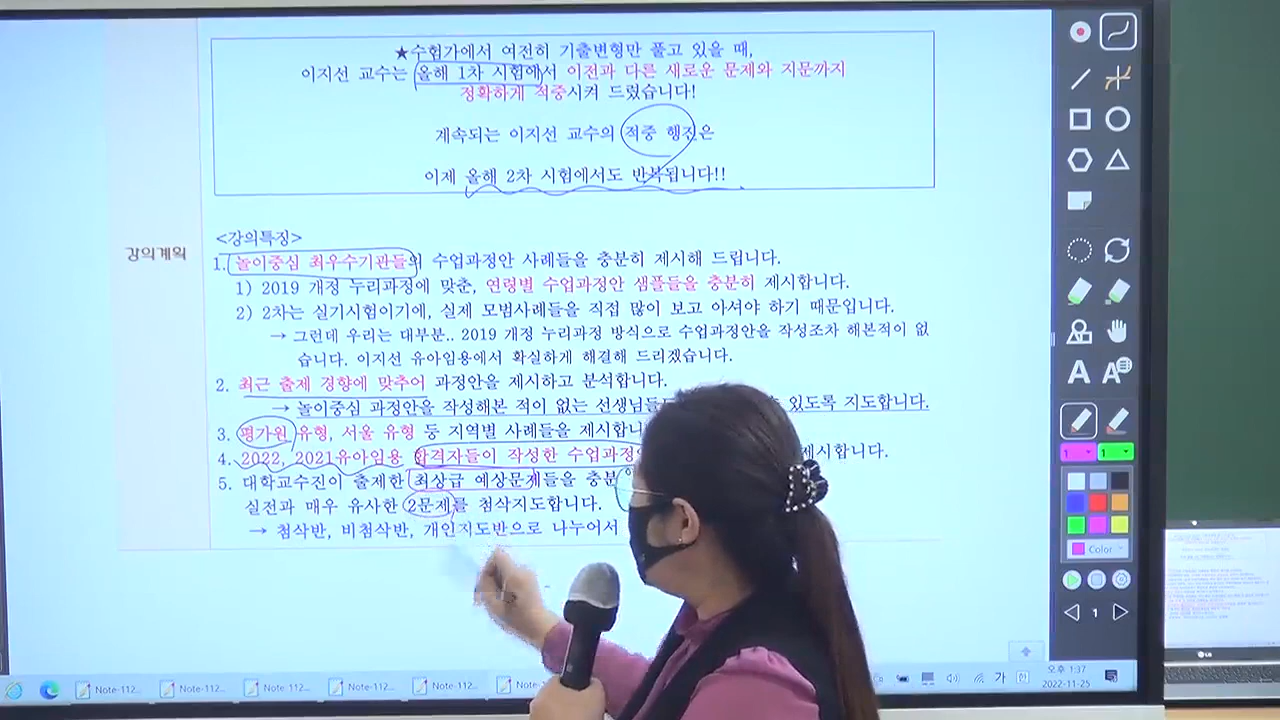 ★수험가에서 여전히 기출변형만 풀고 있을 때,
이지선 교수는 올해 1차 시험에서 이전과 다른 새로운 문제와 지문까지
정확하게 적중시켜 드렸습니다!
계속되는 이지선 교수의 적중 행진은
이제 올해 2차 시험에서도 반복됩니다!!
강의계획
<강의특징>
1. 놀이중심 최우수기관들의 수업과정안 사례들을 충분히 제시해 드립니다.
1) 2019 개정 누리과정에 맞춘, 연령별 수업과정안 샘플들을 충분히 제시합니다.
2) 2차는 실기시험이기에, 실제 모범사례들을 직접 많이 보고 아셔야 하기 때문입니다.
→ 그런데 우리는 대부분.. 2019 개정 누리과정 방식으로 수업과정안을 작성조차 해본적이 없
습니다. 이지선 유아임용에서 확실하게 해결해 드리겠습니다.
2. 최근 출제 경향에 맞추어 과정안을 제시하고 분석합니다.
→ 놀이중심 과정안을 작성해본 적이 없는 선생님들 있도록 지도합니다.
3. 평가원 유형, 서울 유형 등 지역별 사례들을 제시합니
4. 2022, 2021유아임용 합격자들이 작성한 수업과정 제시합니다.
5. 대학교수진이 출제한 최상급 예상문제들을 충분
실전과 매우 유사한 2문제를 첨삭지도합니다.
→ 첨삭반, 비첨삭반, 개인지도반으로 나누어서
A A
1 1
Color
1
Note-112... Note-112... Note-112... Note-112... Note-112... Note-
가 한
오후 1:37
2022-11-25
LG